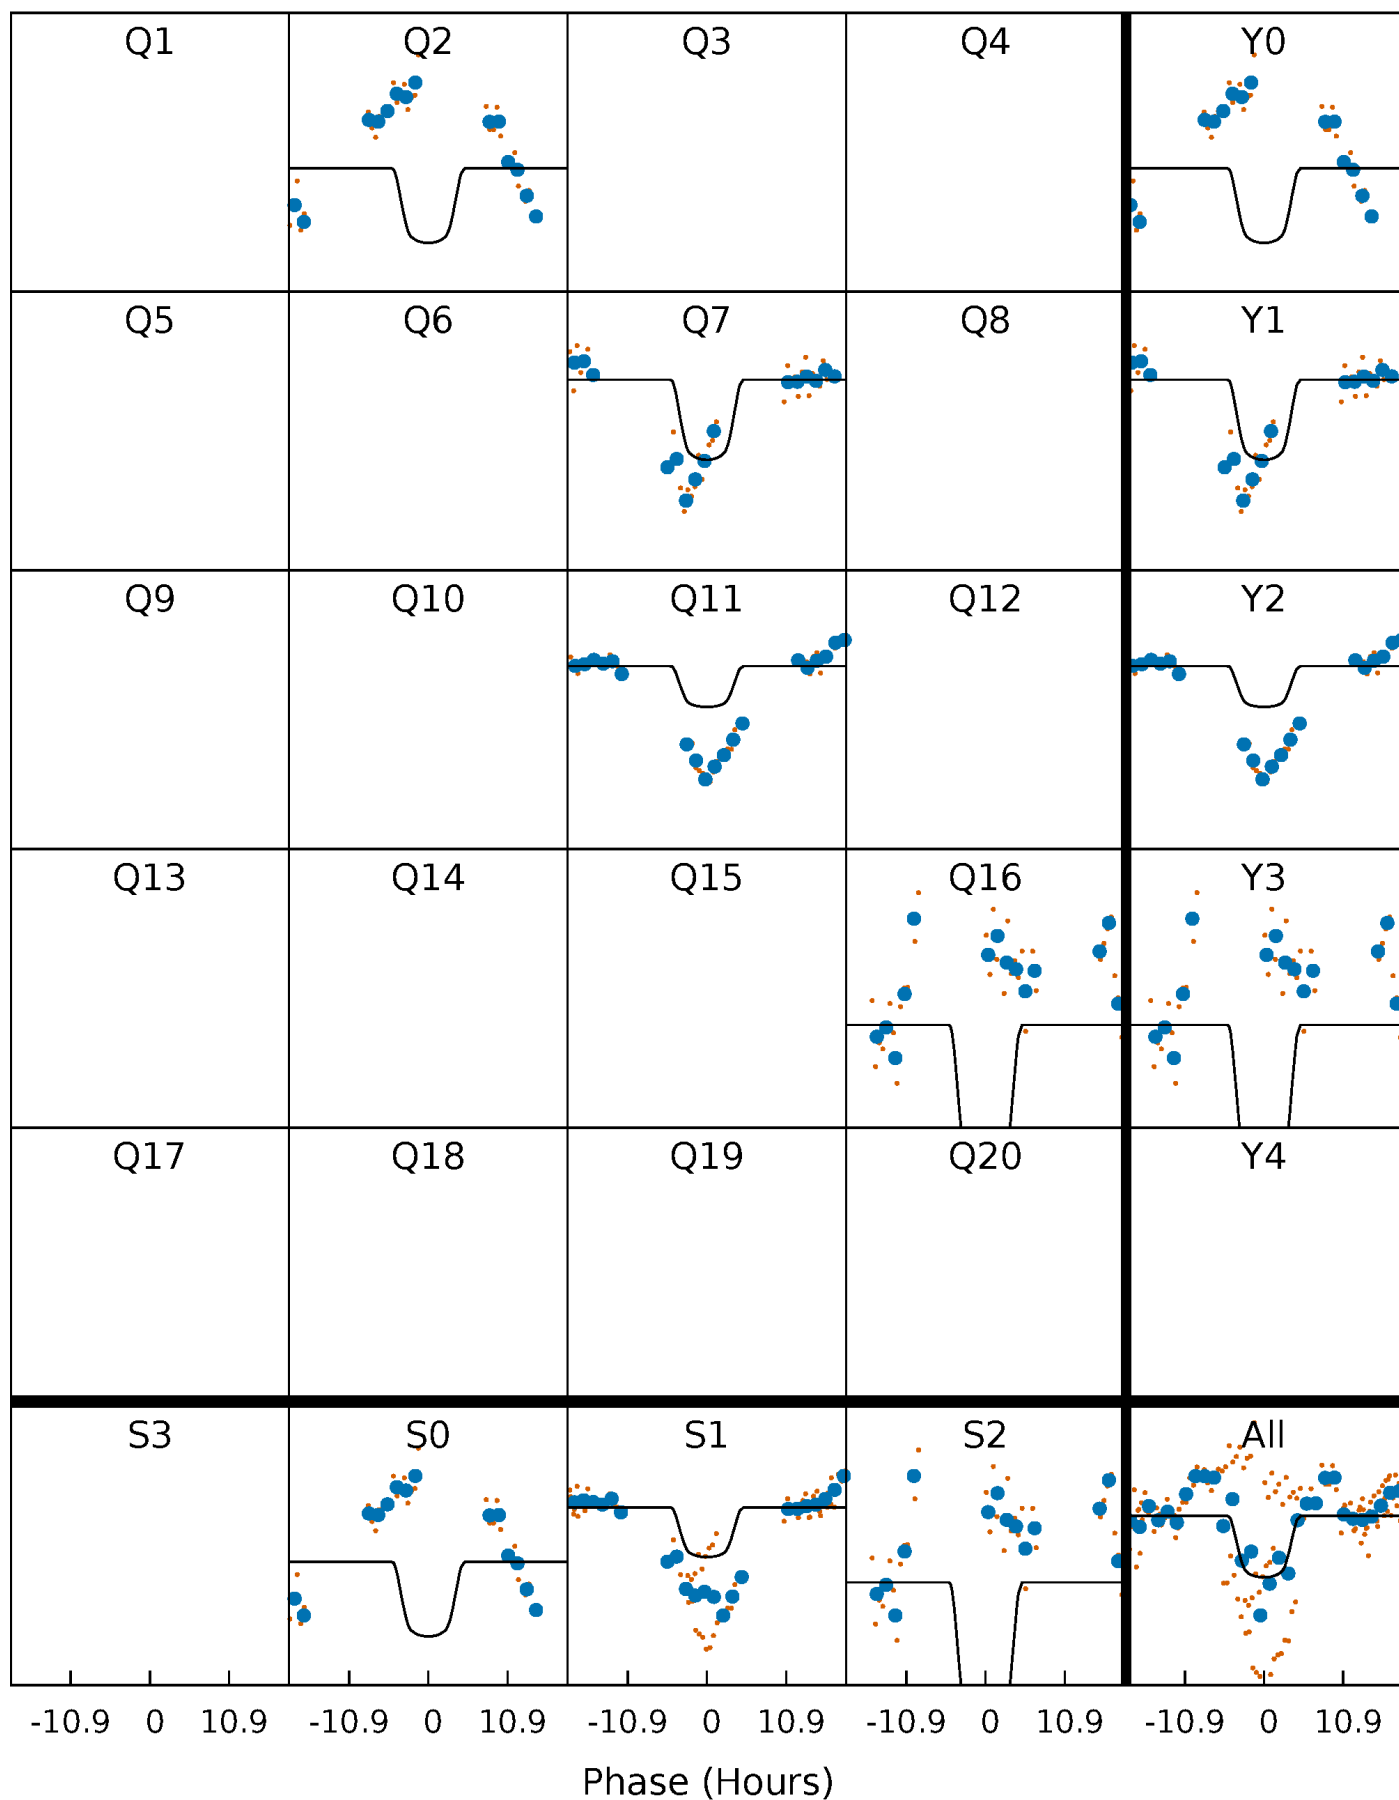 Q1 Q2 Q3 Q4 Y0
Q5 Q6 Q7 Q8 Y1
Q9 Q10 Q11 Q12 Y2
Q13 Q14 Q15 Q16 Y3
Q17 Q18 Q19 Q20 Y4
S3 S0 S1 S2 All
-10.9 0 10.9 -10.9 0 10.9 -10.9 0 10.9 -10.9 0 10.9 -10.9 0 10.9
Phase (Hours)